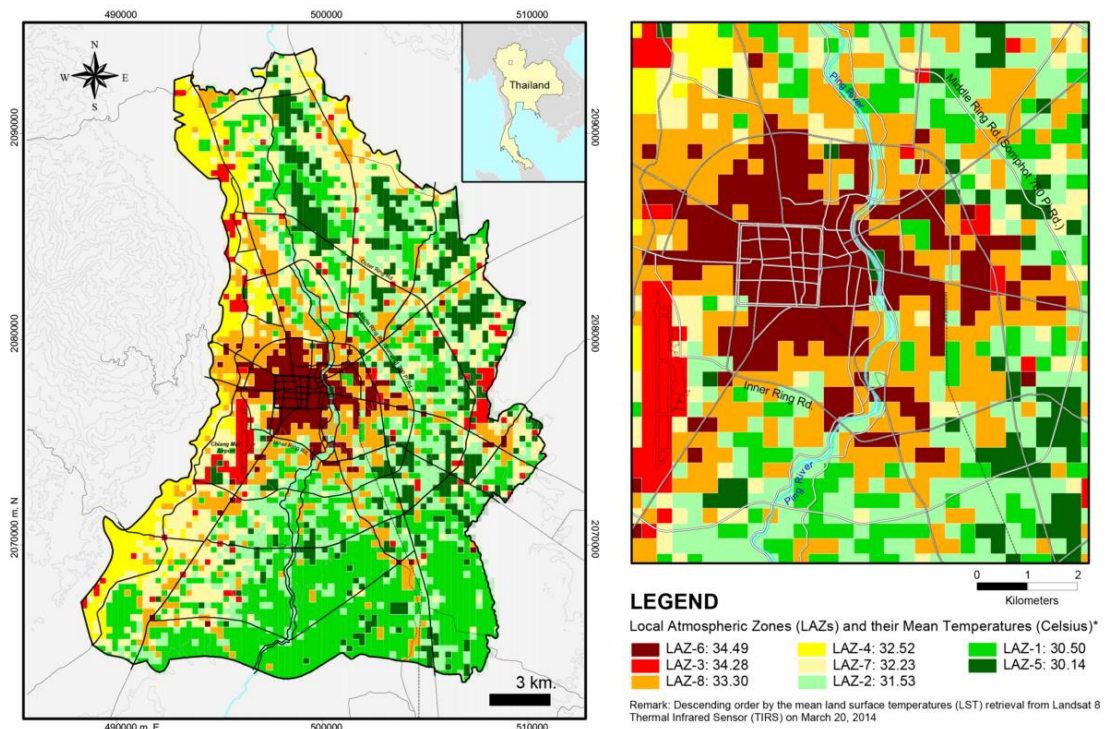 490000
500000
510000
N
W
E
S
Thailand
2090000
2090000
2080000
2080000
2070000 m. N
2070000
Chiang Mai
Airport
3 km.
490000 m. E
500000
510000
Ping River
Middle Ring Rd.(Somphot 700 Pi Rd.)
Inner Ring Rd.
Ping River
0 1 2
Kilometers
LEGEND
Local Atmospheric Zones (LAZs) and their Mean Temperatures (Celsius)*
LAZ-6: 34.49
LAZ-3: 34.28
LAZ-8: 33.30
LAZ-4: 32.52
LAZ-7: 32.23
LAZ-2: 31.53
LAZ-1: 30.50
LAZ-5: 30.14
Remark: Descending order by the mean land surface temperatures (LST) retrieval from Landsat 8
Thermal Infrared Sensor (TIRS) on March 20, 2014